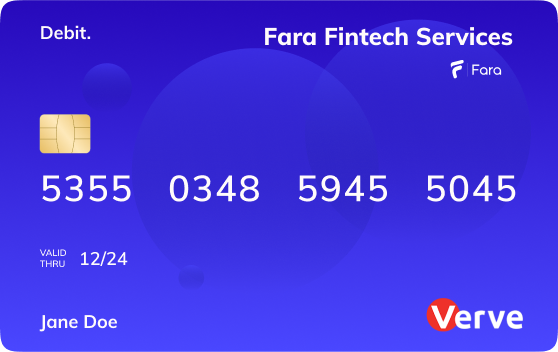 Debit.
Fara Fintech Services
Fara
5355 0348 5945 5045
VALID THRU 12/24
Jane Doe
Verve